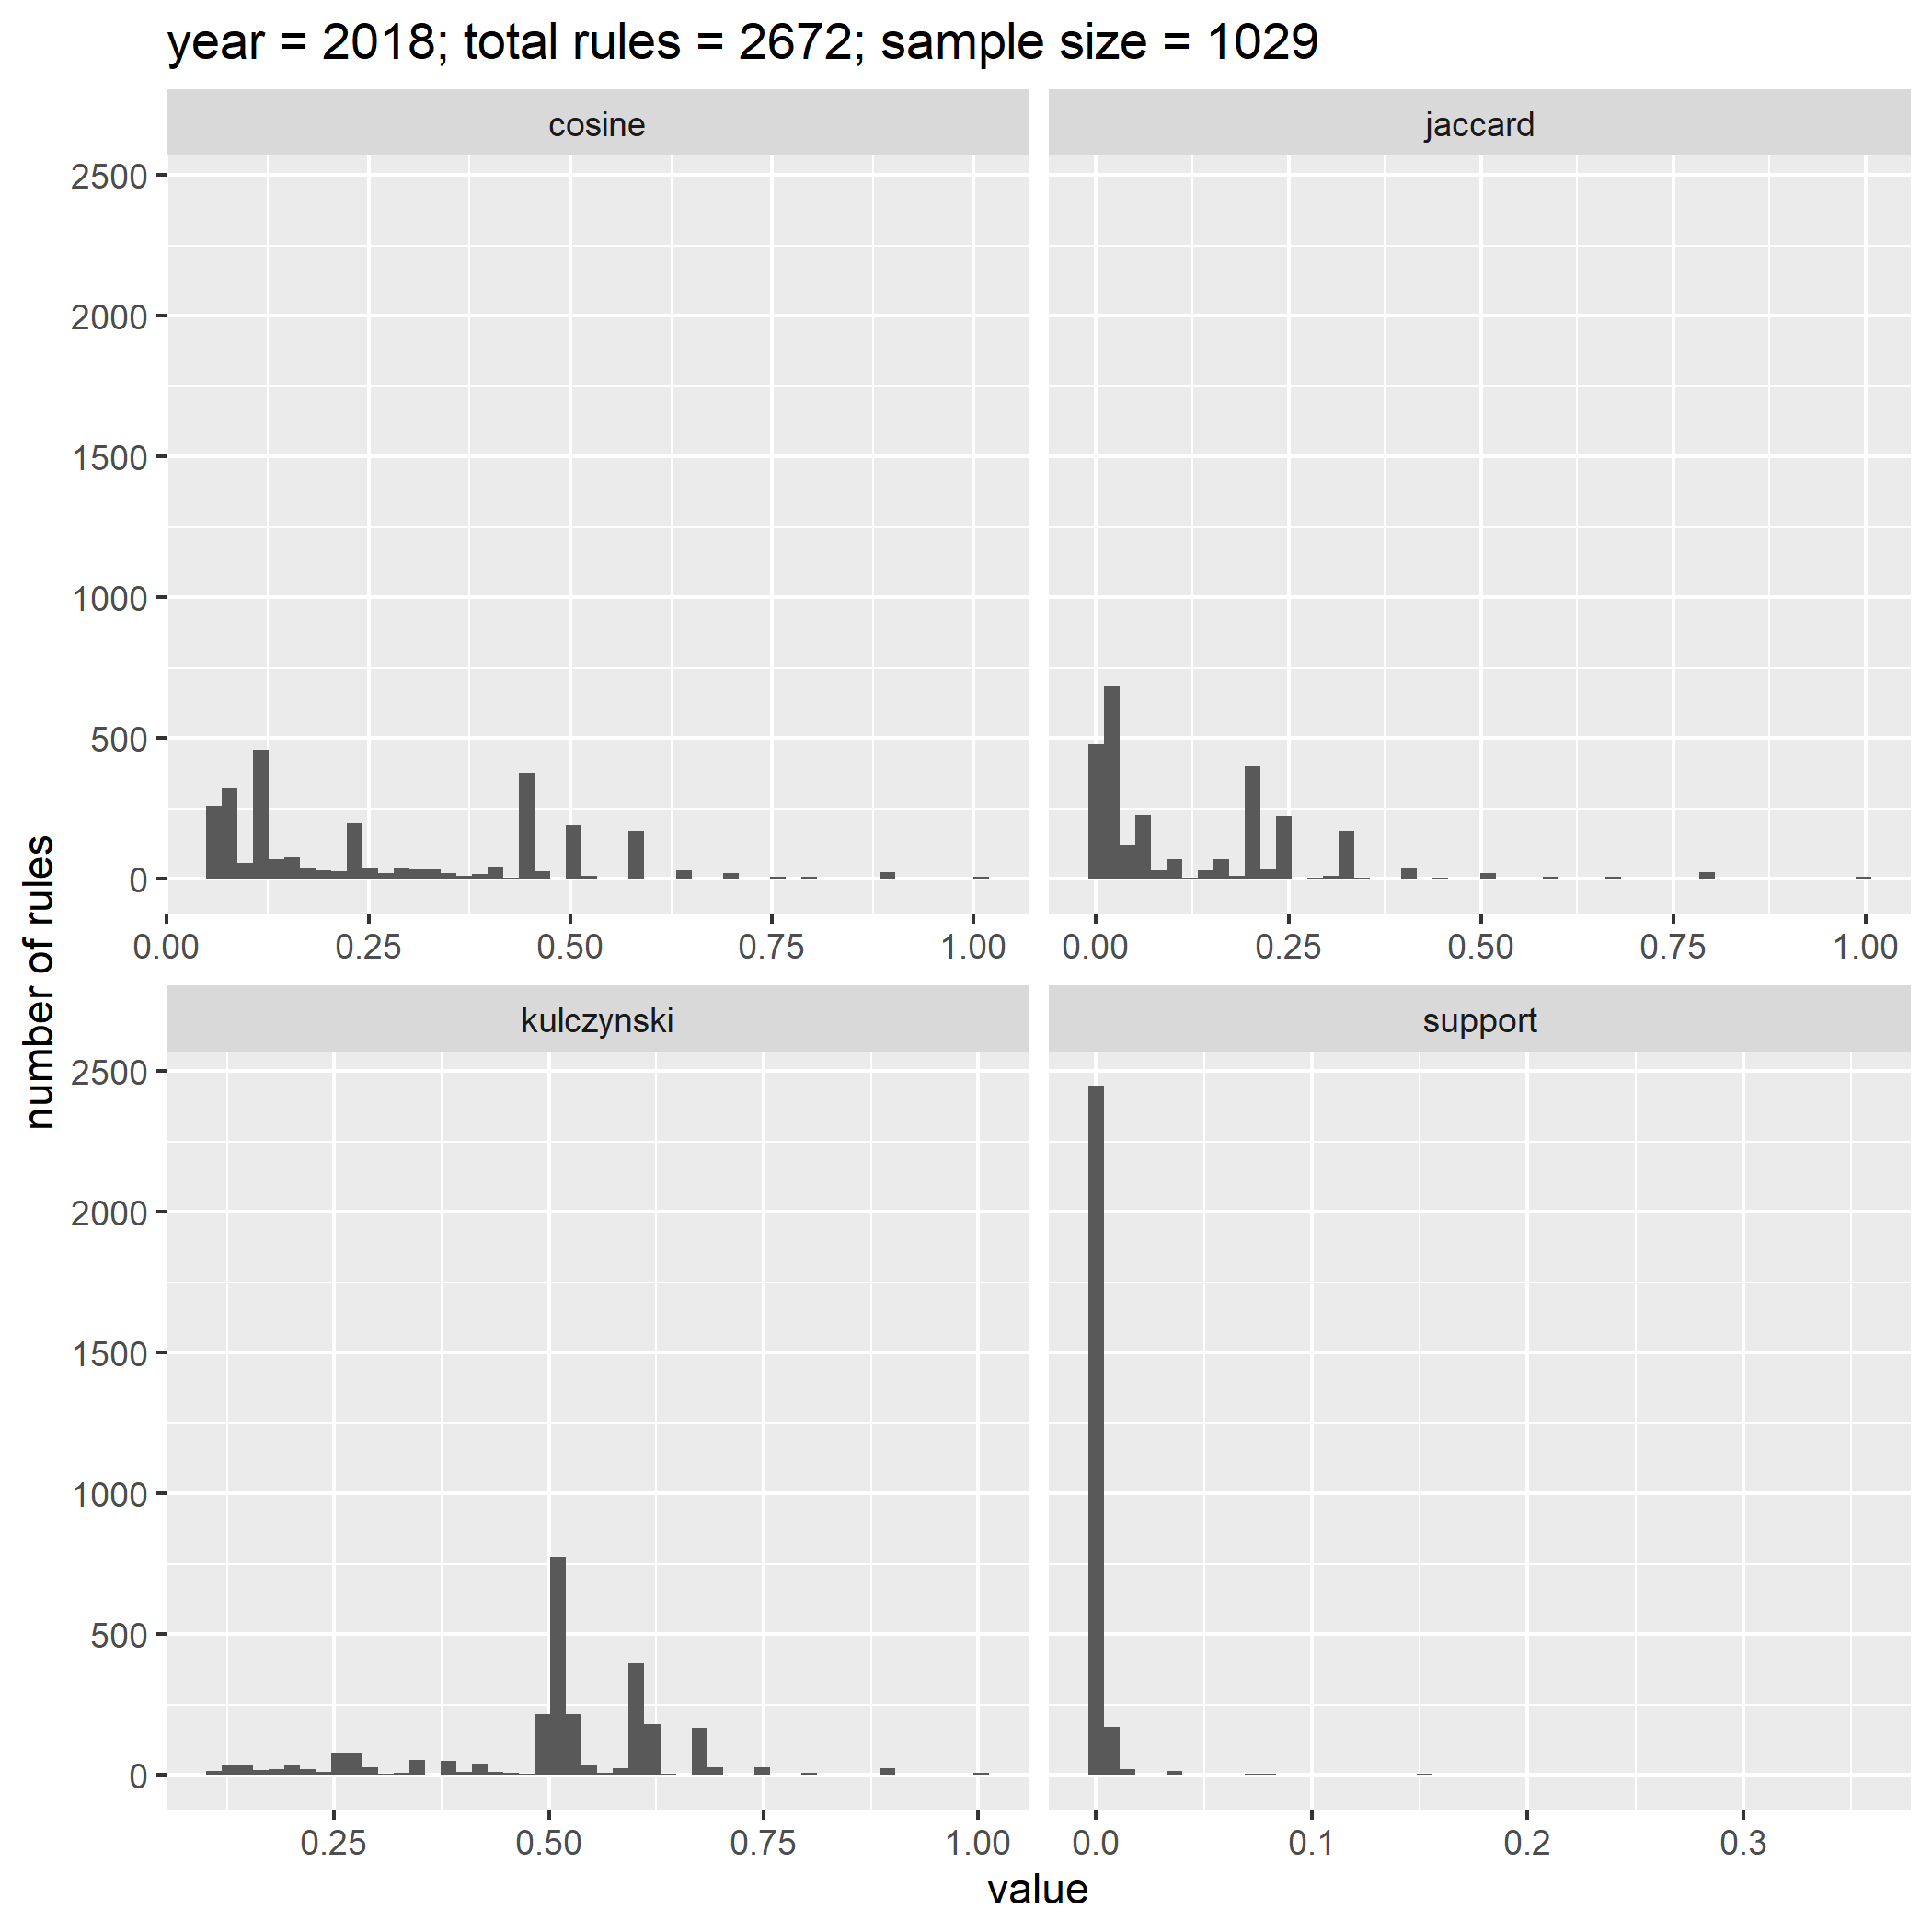 year = 2018; total rules = 2672; sample size = 1029
cosine
jaccard
2500
2000
1500
1000
500
0
0.00 0.25 0.50 0.75 1.00
0.00 0.25 0.50 0.75 1.00
number of rules
kulczynski
support
2500
2000
1500
1000
500
0
0.25 0.50 0.75 1.00
0.0 0.1 0.2 0.3
value